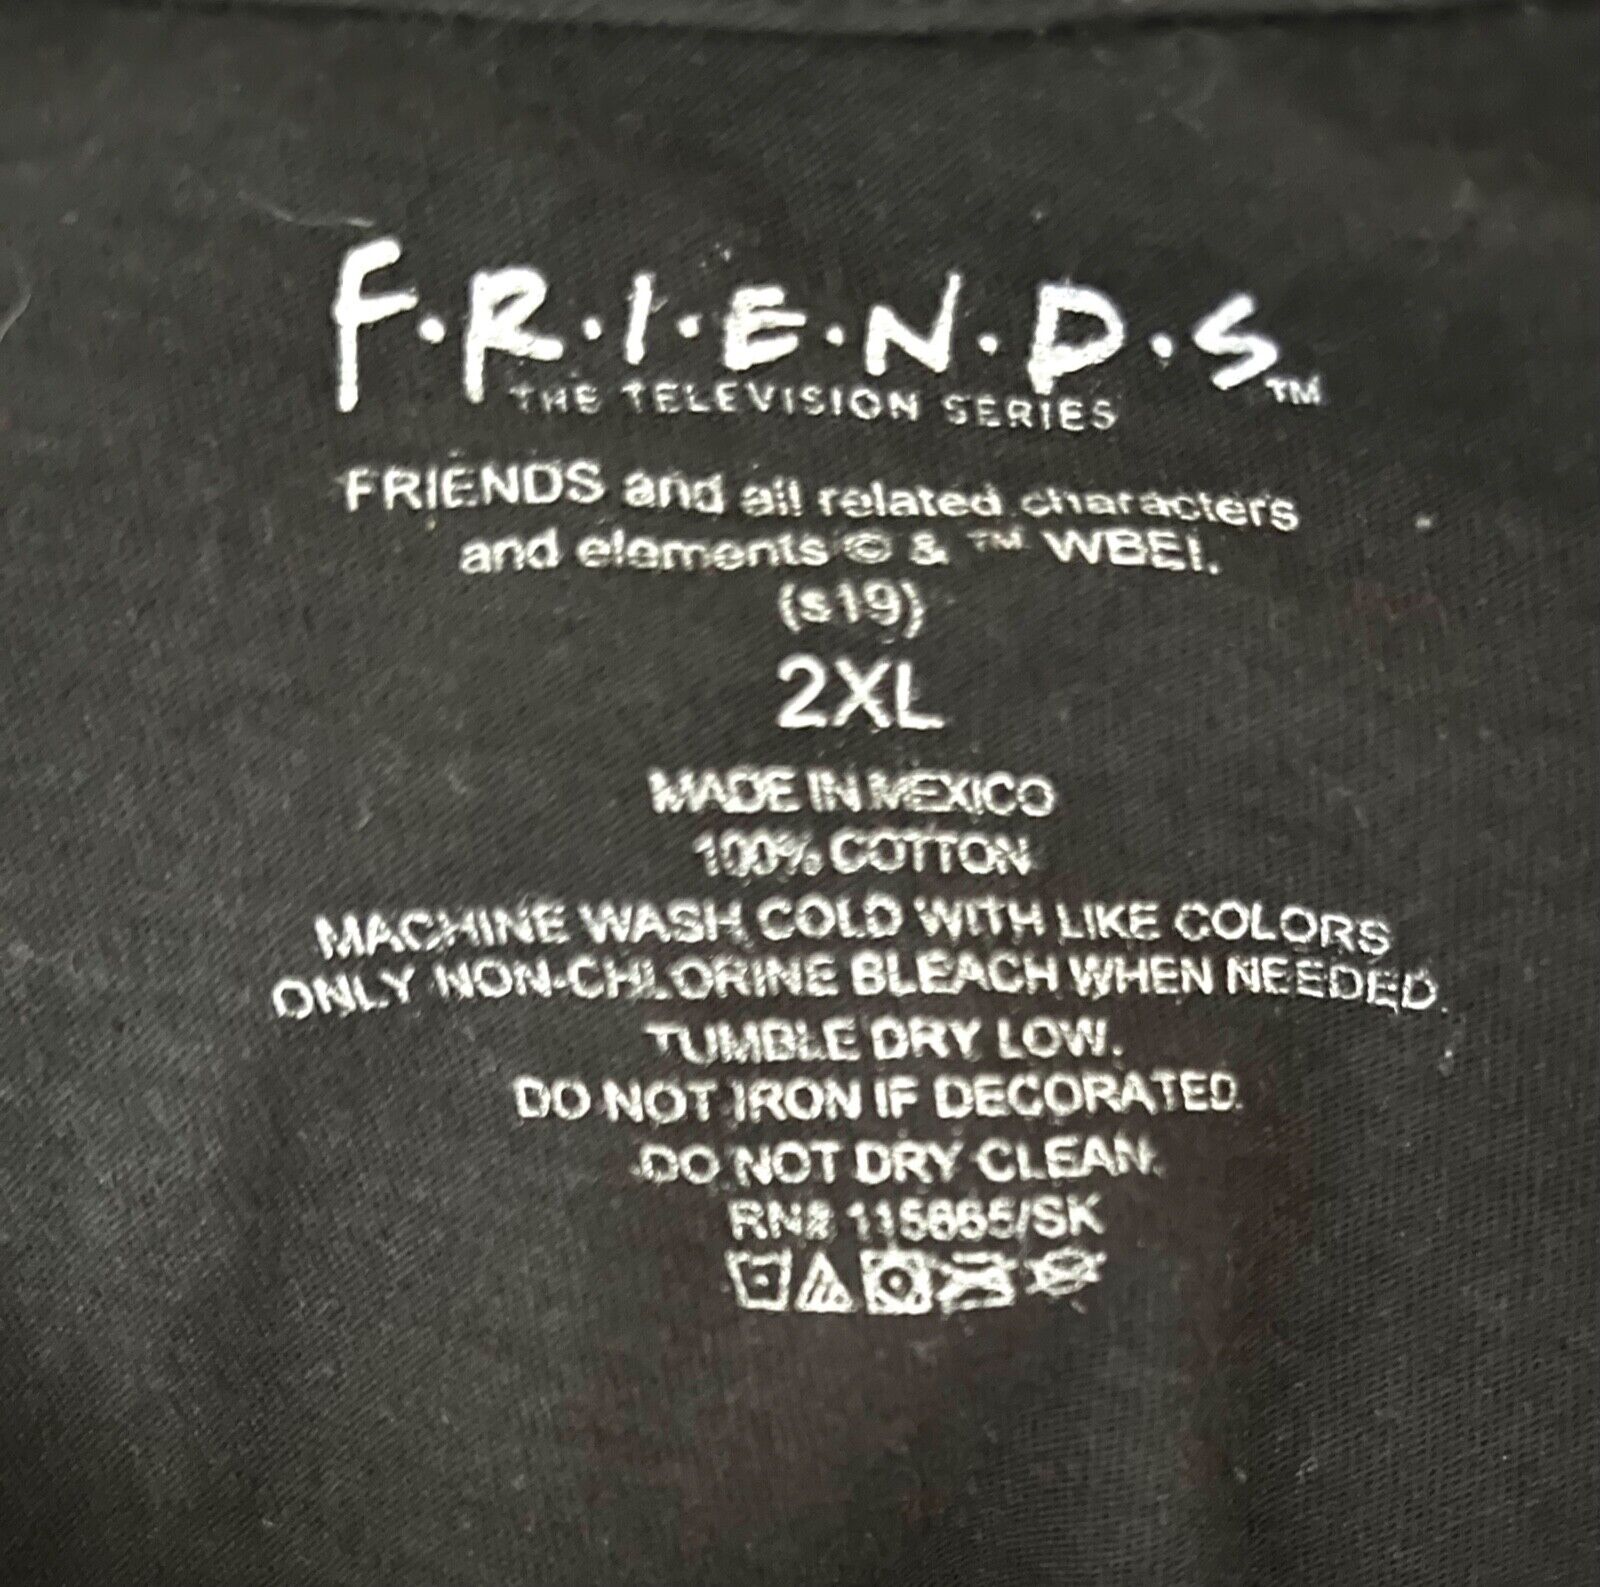 F·R·I·E·N·D·S™
THE TELEVISION SERIES
FRIENDS and all related characters
and elements © & ™ WBEI.
(s19)
2XL
MADE IN MEXICO
100% COTTON
MACHINE WASH COLD WITH LIKE COLORS
ONLY NON-CHLORINE BLEACH WHEN NEEDED.
TUMBLE DRY LOW.
DO NOT IRON IF DECORATED.
DO NOT DRY CLEAN.
RN# 115665/SK